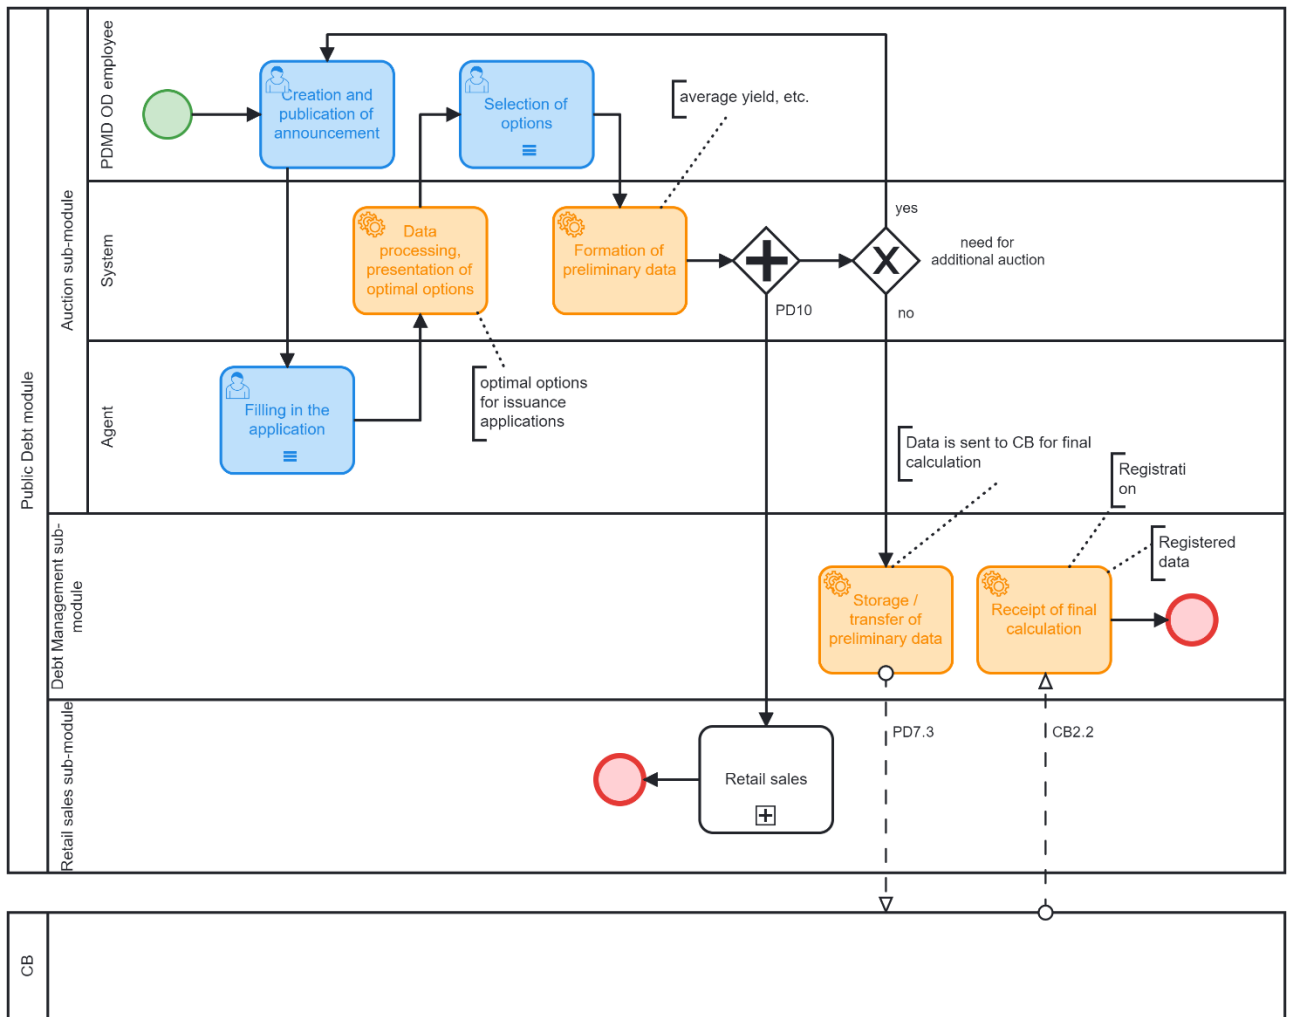 Public Debt module
Auction sub-module
PDMD OD employee
Creation and
publication of
announcement
Selection of
options
average yield, etc.
System
Data
processing,
presentation of
optimal options
Formation of
preliminary data
PD10
yes
need for
additional auction
no
Agent
Filling in the
application
optimal options
for issuance
applications
Data is sent to CB for final
calculation
Registrati
on
Registered
data
Debt Management sub-
module
Storage /
transfer of
preliminary data
Receipt of final
calculation
Retail sales sub-module
Retail sales
PD7.3
CB2.2
CB